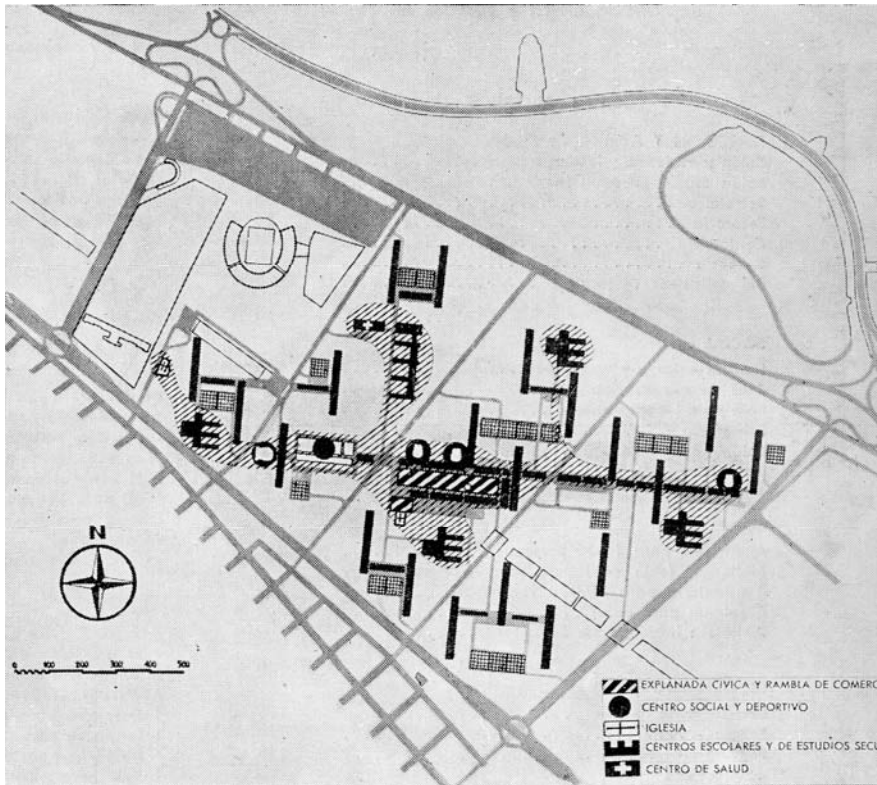 N
0 100 200 300 400 500
EXPLANADA CIVICA Y RAMBLA DE COMERC
CENTRO SOCIAL Y DEPORTIVO
IGLESIA
CENTROS ESCOLARES Y DE ESTUDIOS SECU
CENTRO DE SALUD